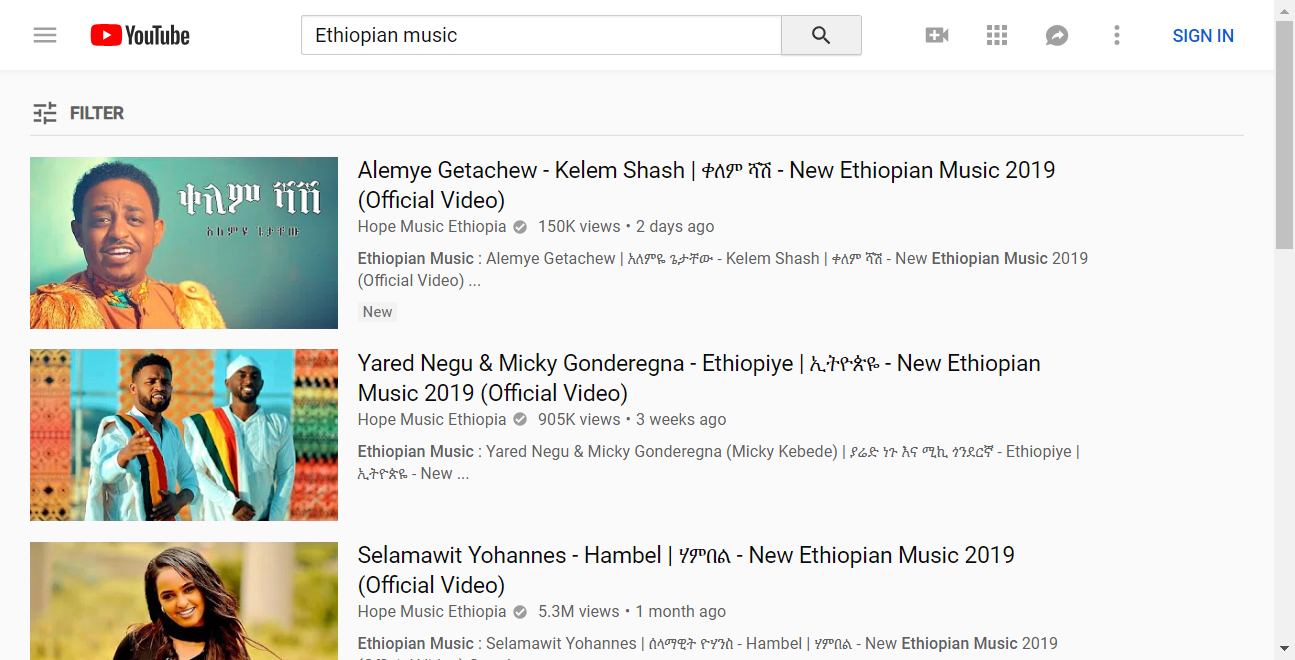 YouTube
Ethiopian music
SIGN IN
FILTER
ቀለም ሻሽ
አለምዬ ጌታቸው
Alemye Getachew - Kelem Shash | ቀለም ሻሽ - New Ethiopian Music 2019
(Official Video)
Hope Music Ethiopia 150K views • 2 days ago
Ethiopian Music : Alemye Getachew | አለምዬ ጌታቸው - Kelem Shash | ቀለም ሻሽ - New Ethiopian Music 2019
(Official Video) ...
New
Yared Negu & Micky Gonderegna - Ethiopiye | ኢትዮጵዬ - New Ethiopian
Music 2019 (Official Video)
Hope Music Ethiopia 905K views • 3 weeks ago
Ethiopian Music : Yared Negu & Micky Gonderegna (Micky Kebede) | ያሬድ ነጉ እና ሚኪ ጎንደርኛ - Ethiopiye |
ኢትዮጵዬ - New ...
Selamawit Yohannes - Hambel | ሃምበል - New Ethiopian Music 2019
(Official Video)
Hope Music Ethiopia 5.3M views • 1 month ago
Ethiopian Music : Selamawit Yohannes | ሰላማዊት ዮሃንስ - Hambel | ሃምበል - New Ethiopian Music 2019